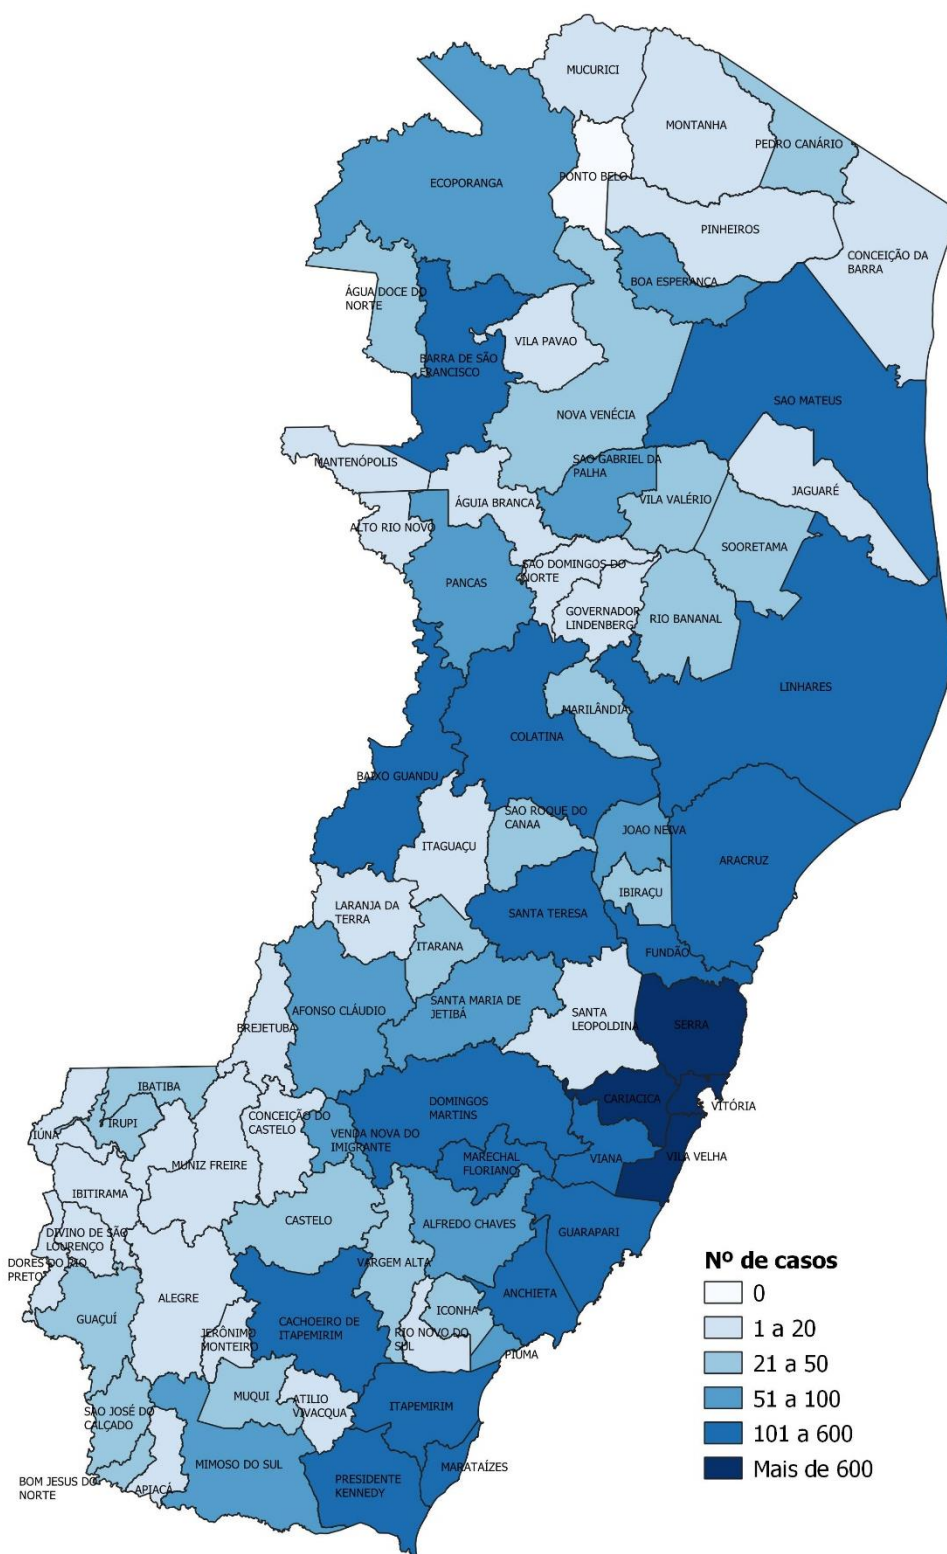 MUCURICI
MONTANHA
PEDRO CANÁRIO
ECOPORANGA
PONTO BELO
PINHEIROS
CONCEIÇÃO DA
BARRA
BOA ESPERANÇA
ÁGUA DOCE DO
NORTE
VILA PAVAO
BARRA DE SÃO
FRANCISCO
SAO MATEUS
NOVA VENÉCIA
MANTENÓPOLIS
SAO GABRIEL DA
PALHA
JAGUARÉ
ÁGUIA BRANCA
VILA VALÉRIO
ALTO RIO NOVO
SOORETAMA
SAO DOMINGOS DO
NORTE
PANCAS
GOVERNADOR
LINDENBERG
RIO BANANAL
LINHARES
MARILÂNDIA
COLATINA
BAIXO GUANDU
SAO ROQUE DO
CANAA
JOAO NEIVA
ITAGUAÇU
ARACRUZ
IBIRAÇU
LARANJA DA
TERRA
SANTA TERESA
ITARANA
FUNDÃO
SANTA MARIA DE
JETIBÁ
AFONSO CLÁUDIO
SANTA
LEOPOLDINA
BREJETUBA
SERRA
IBATIBA
CARIACICA
VITÓRIA
DOMINGOS
MARTINS
CONCEIÇÃO DO
CASTELO
IRUPI
IÚNA
VENDA NOVA DO
IMIGRANTE
VILA VELHA
MARECHAL
FLORIANO
VIANA
MUNIZ FREIRE
IBITIRAMA
CASTELO
ALFREDO CHAVES
GUARAPARI
DIVINO DE SÃO
LOURENÇO
DORES DO RIO
PRETO
VARGEM ALTA
ANCHIETA
ALEGRE
ICONHA
GUAÇUÍ
CACHOEIRO DE
ITAPEMIRIM
JERÔNIMO
MONTEIRO
RIO NOVO DO
SUL
PIUMA
MUQUI
ATILIO
VIVACQUA
SÃO JOSÉ DO
CALÇADO
ITAPEMIRIM
MIMOSO DO SUL
MARATAÍZES
BOM JESUS DO
NORTE
APIACÁ
PRESIDENTE
KENNEDY
Nº de casos
0
1 a 20
21 a 50
51 a 100
101 a 600
Mais de 600